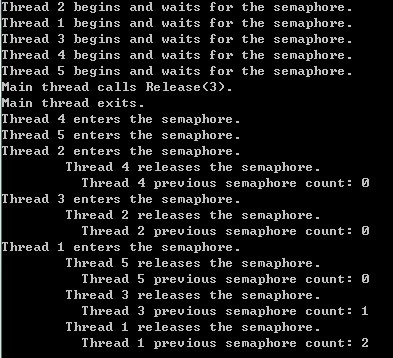 Thread 2 begins and waits for the semaphore.
Thread 1 begins and waits for the semaphore.
Thread 3 begins and waits for the semaphore.
Thread 4 begins and waits for the semaphore.
Thread 5 begins and waits for the semaphore.
Main thread calls Release(3).
Main thread exits.
Thread 4 enters the semaphore.
Thread 5 enters the semaphore.
Thread 2 enters the semaphore.
Thread 4 releases the semaphore.
Thread 4 previous semaphore count: 0
Thread 3 enters the semaphore.
Thread 2 releases the semaphore.
Thread 2 previous semaphore count: 0
Thread 1 enters the semaphore.
Thread 5 releases the semaphore.
Thread 5 previous semaphore count: 0
Thread 3 releases the semaphore.
Thread 3 previous semaphore count: 1
Thread 1 releases the semaphore.
Thread 1 previous semaphore count: 2